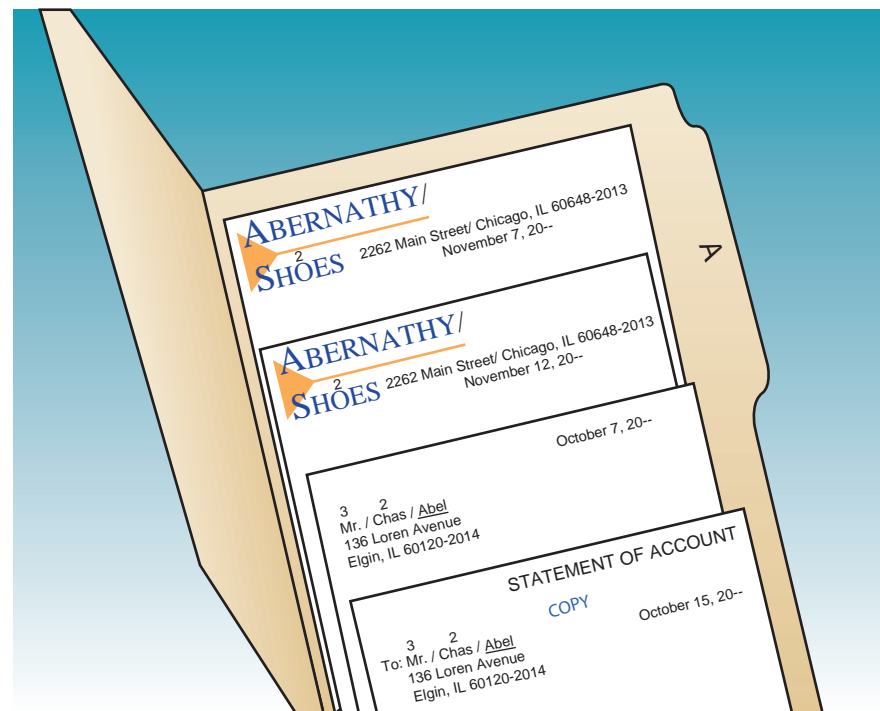 ABERNATHY/
2
SHOES
2262 Main Street/ Chicago, IL 60648-2013
November 7, 20--
A
ABERNATHY/
2
SHOES
2262 Main Street/ Chicago, IL 60648-2013
November 12, 20--
October 7, 20--
3 2
Mr. / Chas / Abel
136 Loren Avenue
Elgin, IL 60120-2014
STATEMENT OF ACCOUNT
COPY
October 15, 20--
3 2
To: Mr. / Chas / Abel
136 Loren Avenue
Elgin, IL 60120-2014